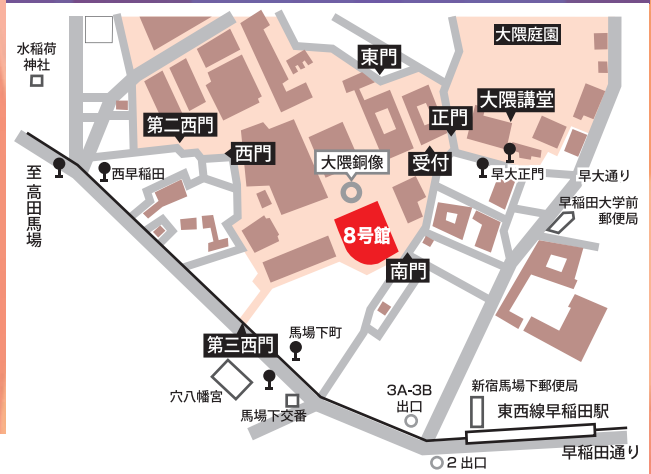 大隈庭園
水稲荷
神社
東門
大隈講堂
正門
第二西門
西門
大隈銅像
受付
西早稲田
早大正門
早大通り
至 高田馬場
早稲田大学前
郵便局
8号館
南門
馬場下町
第三西門
穴八幡宮
馬場下交番
3A-3B
出口
新宿馬場下郵便局
東西線早稲田駅
早稲田通り
2 出口